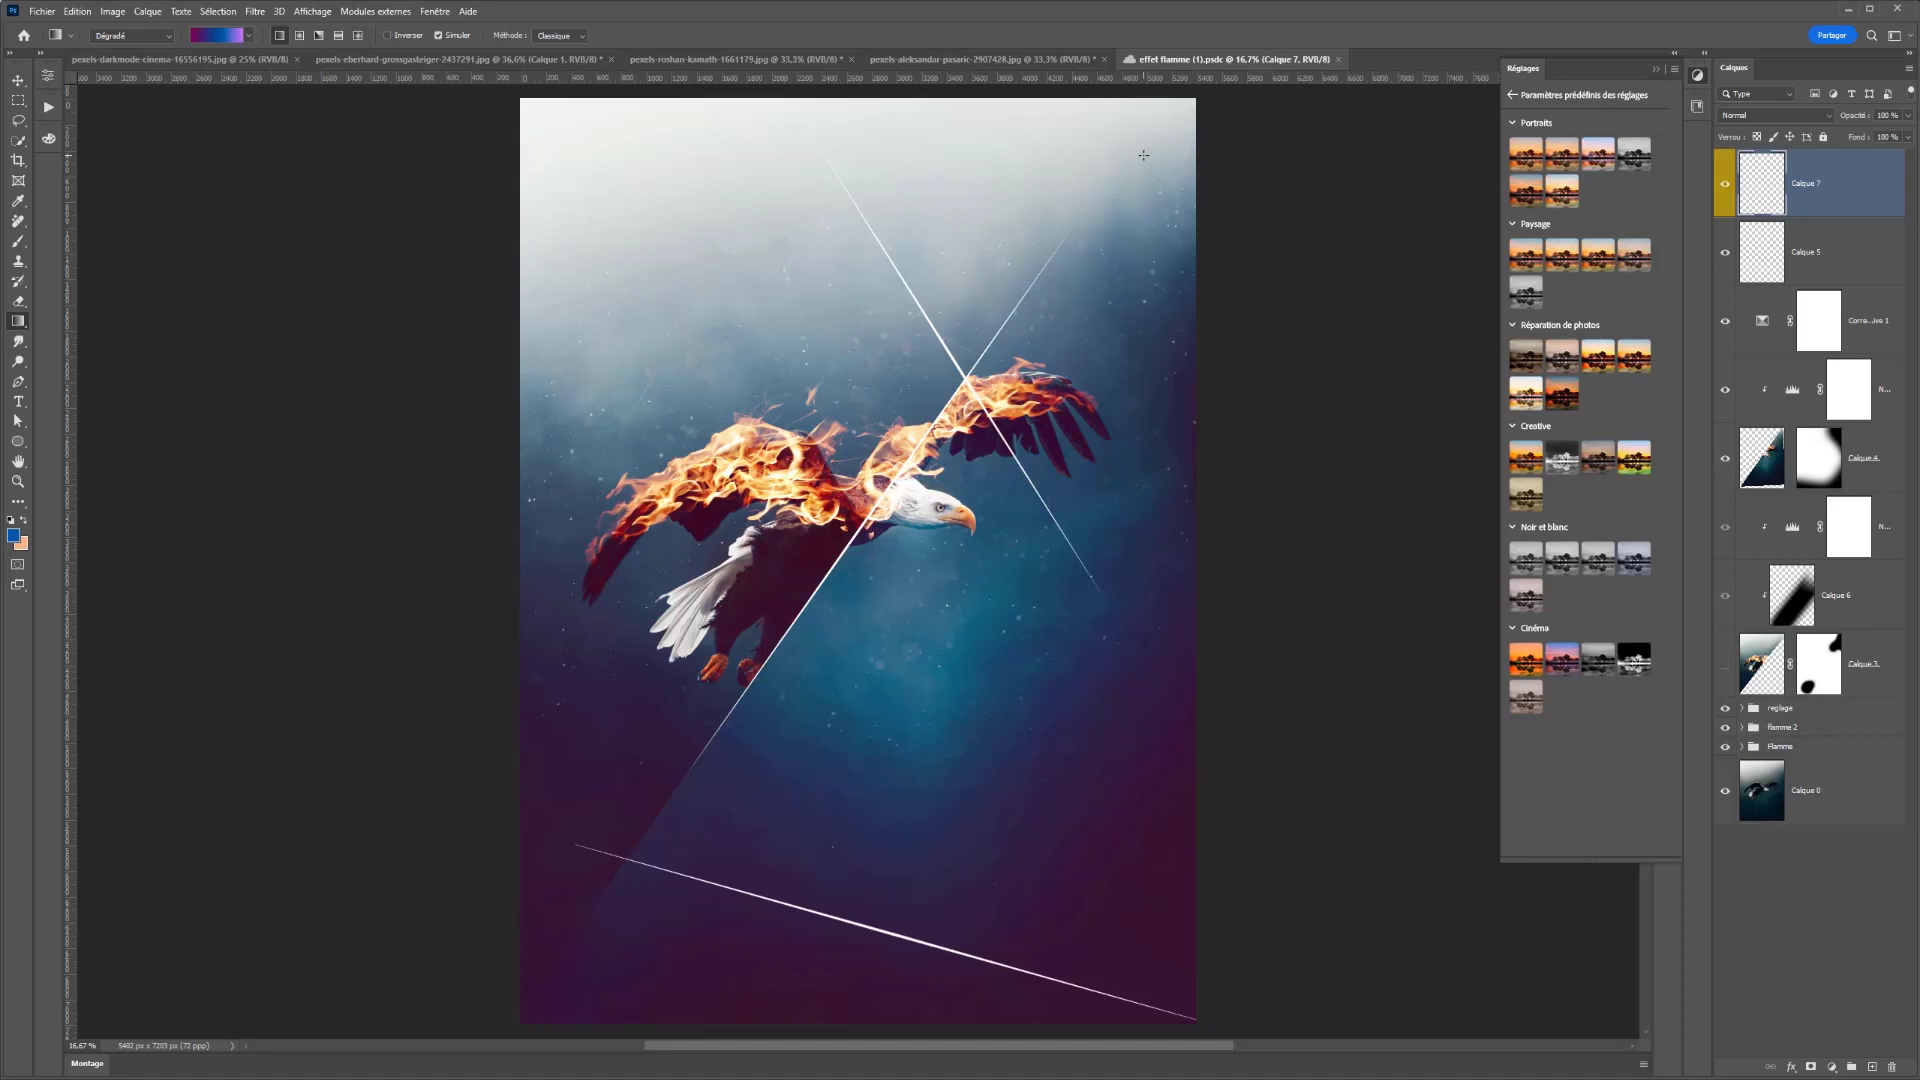 Fichier Edition Image Calque Texte Sélection Filtre 3D Affichage Modules externes Fenêtre Aide
Dégradé Inverser Simuler Méthode : Classique Partager
pexels-darkmode-cinema-16556195.jpg @ 25% (RVB/8) pexels-eberhard-grossgasteiger-2437291.jpg @ 36,6% (Calque 1, RVB/8) * pexels-roshan-kamath-1661179.jpg @ 33,3% (RVB/8) * pexels-aleksandar-pasaric-2907428.jpg @ 33,3% (RVB/8) * effet flamme (1).psdc @ 16,7% (Calque 7, RVB/8)
Réglages
Paramètres prédéfinis des réglages
Portraits
Paysage
Réparation de photos
Creative
Noir et blanc
Cinéma
Calques
Type
Normal Opacité : 100 %
Verrou : Fond : 100 %
Calque 7
Calque 5
Corre...ive 1
N...
Calque 4
N...
Calque 6
Calque 3
reglage
flamme 2
Flamme
Calque 0
16,67 % 5402 px x 7203 px (72 ppp)
Montage